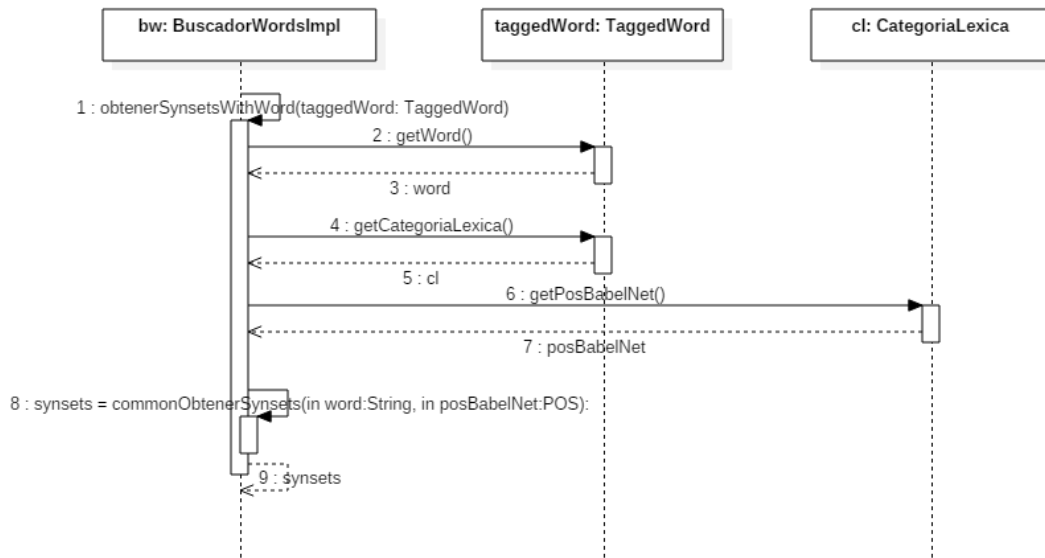 bw: BuscadorWordsImpl
taggedWord: TaggedWord
cl: CategoriaLexica
1 : obtenerSynsetsWithWord(taggedWord: TaggedWord)
2 : getWord()
3 : word
4 : getCategoriaLexica()
5 : cl
6 : getPosBabelNet()
7 : posBabelNet
8 : synsets = commonObtenerSynsets(in word:String, in posBabelNet:POS):
9 : synsets